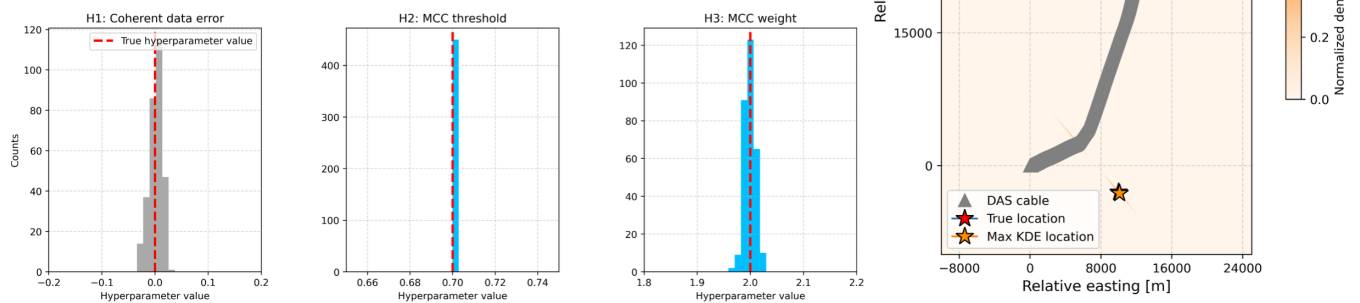 H1: Coherent data error
True hyperparameter value
Counts
120
100
80
60
40
20
0
−0.2 −0.1 0.0 0.1 0.2
Hyperparameter value
H2: MCC threshold
400
300
200
100
0
0.66 0.68 0.70 0.72 0.74
Hyperparameter value
H3: MCC weight
120
100
80
60
40
20
0
1.8 1.9 2.0 2.1 2.2
Hyperparameter value
Rel
15000
0
DAS cable
True location
Max KDE location
−8000 0 8000 16000 24000
Relative easting [m]
0.2
0.0
Normalized den